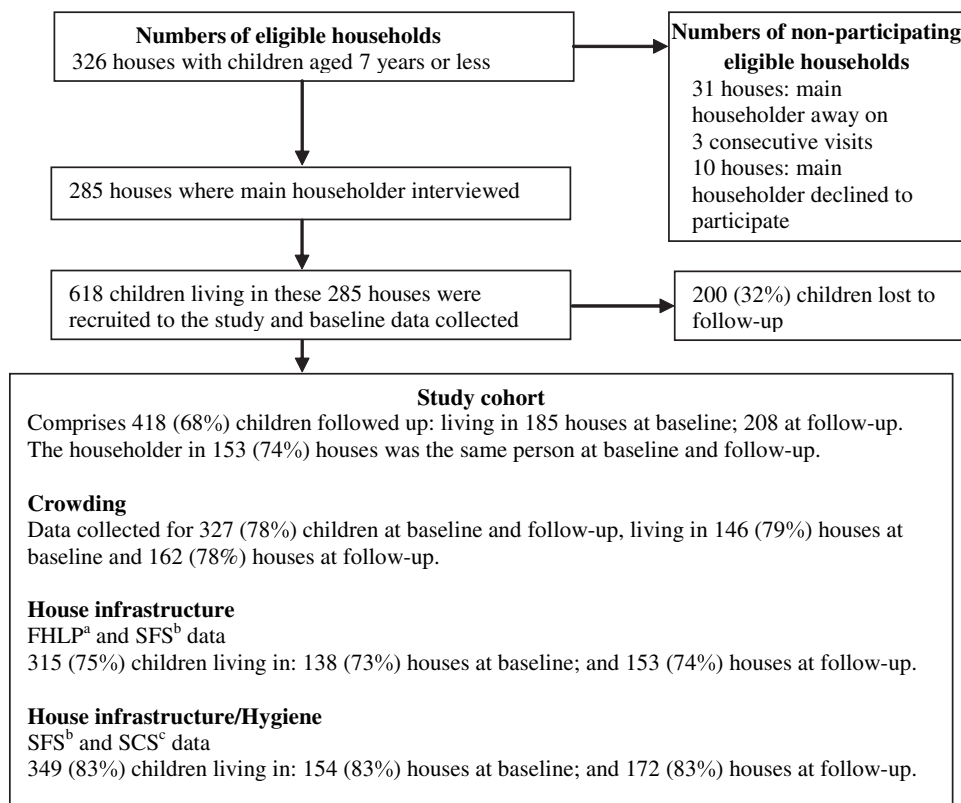 Numbers of eligible households
326 houses with children aged 7 years or less
Numbers of non-participating
eligible households
31 houses: main
householder away on
3 consecutive visits
10 houses: main
householder declined to
participate
285 houses where main householder interviewed
618 children living in these 285 houses were
recruited to the study and baseline data collected
200 (32%) children lost to
follow-up
Study cohort
Comprises 418 (68%) children followed up: living in 185 houses at baseline; 208 at follow-up.
The householder in 153 (74%) houses was the same person at baseline and follow-up.
Crowding
Data collected for 327 (78%) children at baseline and follow-up, living in 146 (79%) houses at
baseline and 162 (78%) houses at follow-up.
House infrastructure
FHLPᵃ and SFSᵇ data
315 (75%) children living in: 138 (73%) houses at baseline; and 153 (74%) houses at follow-up.
House infrastructure/Hygiene
SFSᵇ and SCSᶜ data
349 (83%) children living in: 154 (83%) houses at baseline; and 172 (83%) houses at follow-up.